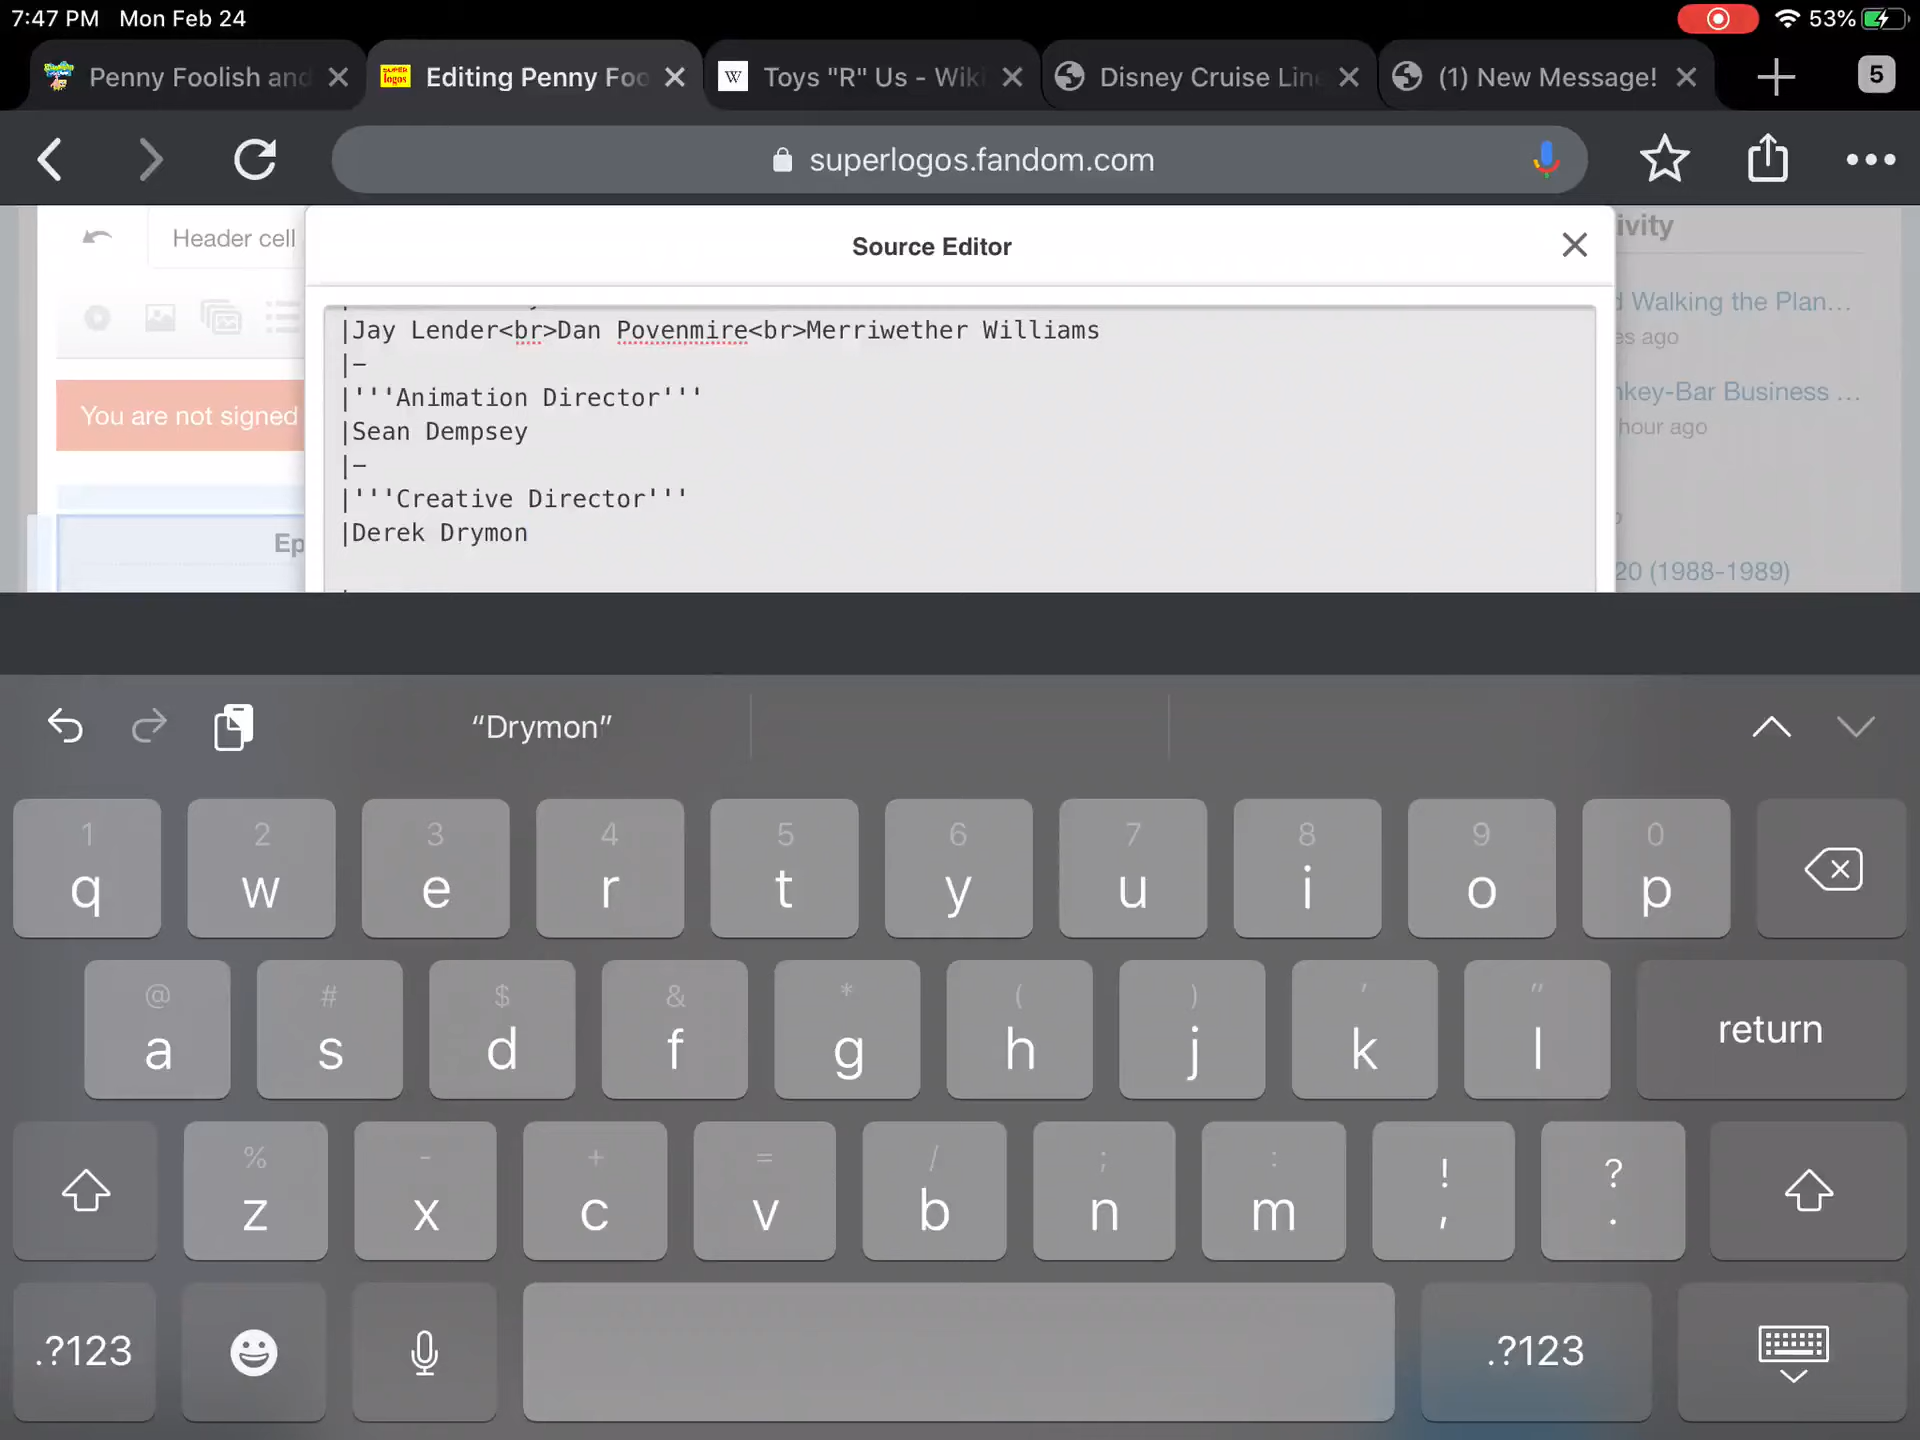 7:47 PM Mon Feb 24
53%
Penny Foolish and
Editing Penny Foo
W Toys "R" Us - Wiki
Disney Cruise Line
(1) New Message!
5
superlogos.fandom.com
Header cell
Source Editor
ivity
d Walking the Plan...
es ago
nkey-Bar Business ...
hour ago
20 (1988-1989)
You are not signed
Ep
|Jay Lender<br>Dan Povenmire<br>Merriwether Williams
|-
|'''Animation Director'''
|Sean Dempsey
|-
|'''Creative Director'''
|Derek Drymon
“Drymon”
1 2 3 4 5 6 7 8 9 0
q w e r t y u i o p
@ # $ & * ( ) ' "
a s d f g h j k l return
% - + = / ; : ! ?
z x c v b n m , .
.?123 .?123